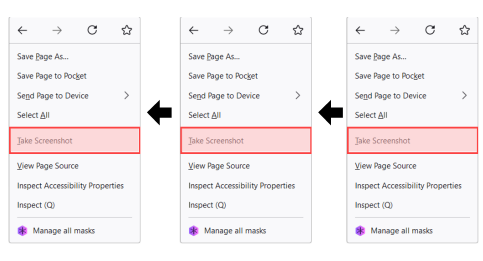 Save Page As...
Save Page to Pocket
Send Page to Device
Select All
Take Screenshot
View Page Source
Inspect Accessibility Properties
Inspect (Q)
Manage all masks
Save Page As...
Save Page to Pocket
Send Page to Device
Select All
Take Screenshot
View Page Source
Inspect Accessibility Properties
Inspect (Q)
Manage all masks
Save Page As...
Save Page to Pocket
Send Page to Device
Select All
Take Screenshot
View Page Source
Inspect Accessibility Properties
Inspect (Q)
Manage all masks